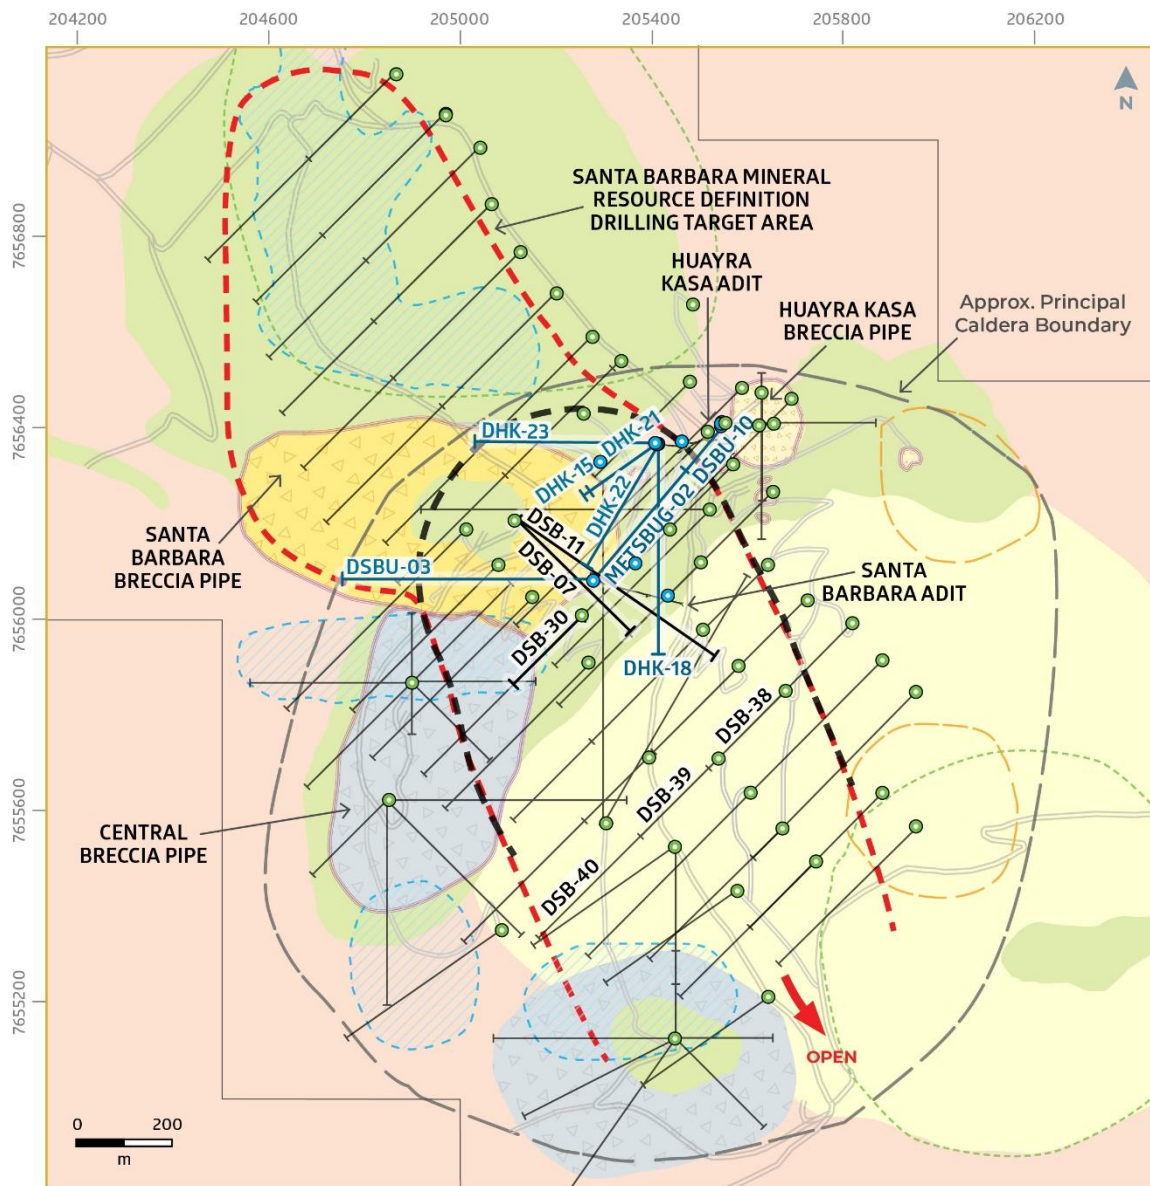 204200
204600
205000
205400
205800
206200
7656800
7656400
7656000
7655600
7655200
N
SANTA BARBARA MINERAL
RESOURCE DEFINITION
DRILLING TARGET AREA
HUAYRA
KASA ADIT
HUAYRA KASA
BRECCIA PIPE
Approx. Principal
Caldera Boundary
DHK-23
DHK-21
DHK-15
DHK-22
DSBU-10
METSBUG-02
DSB-11
DSB-07
DSBU-03
DSB-30
DHK-18
SANTA
BARBARA
BRECCIA PIPE
SANTA
BARBARA ADIT
DSB-38
DSB-39
DSB-40
CENTRAL
BRECCIA PIPE
OPEN
0
200
m